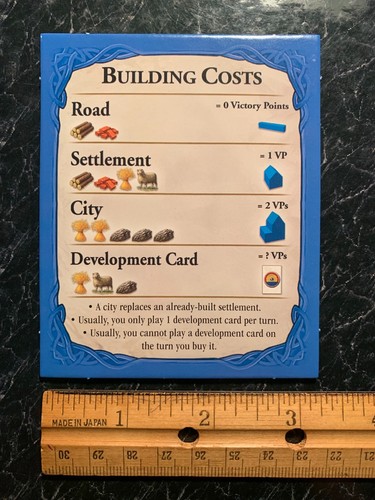 BUILDING COSTS
Road
= 0 Victory Points
Settlement
= 1 VP
City
= 2 VPs
Development Card
= ? VPs
• A city replaces an already-built settlement.
• Usually, you only play 1 development card per turn.
• Usually, you cannot play a development card on
the turn you buy it.
MADE IN JAPAN 1 2 3 4
30 29 28 27 26 25 24 23 22 21